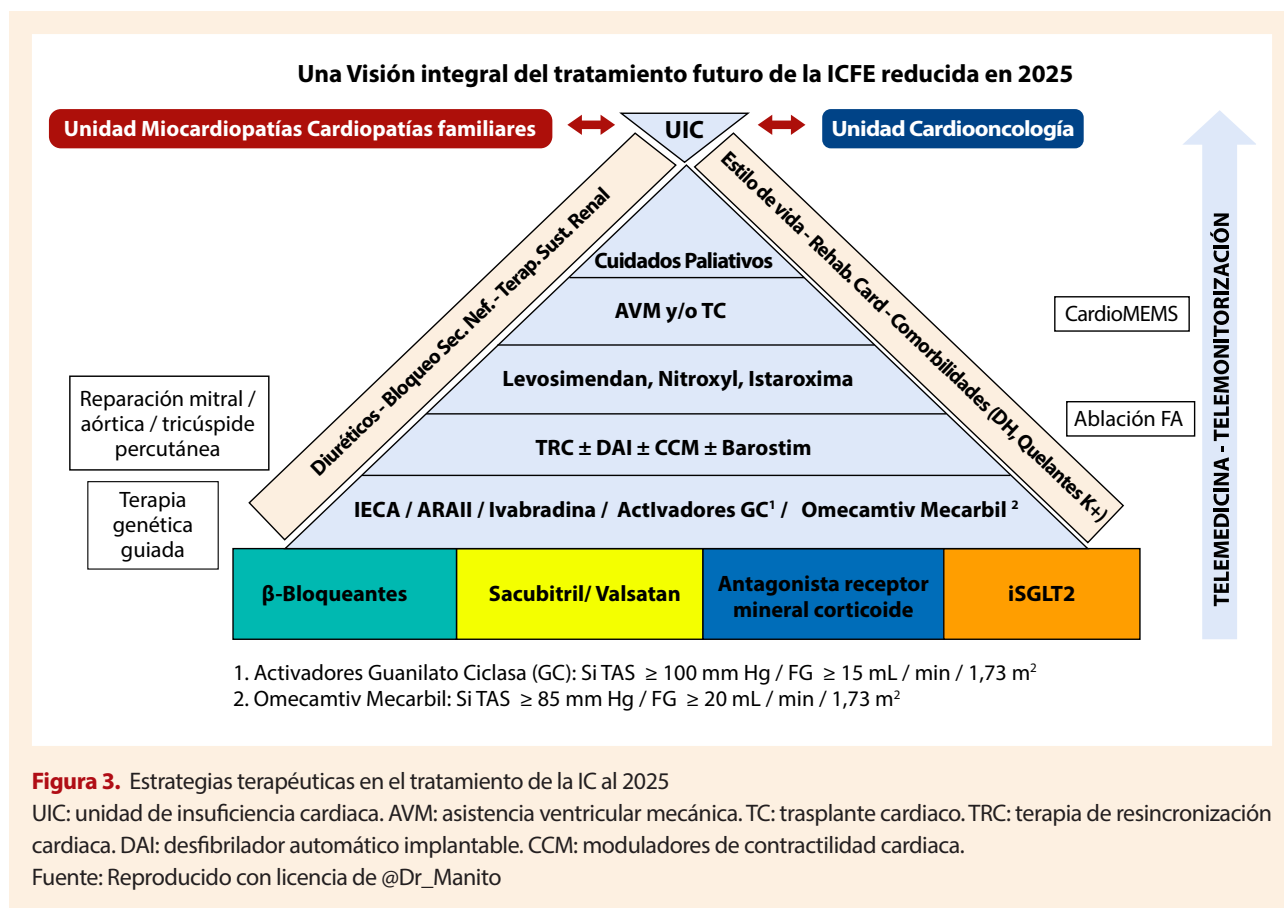 Una Visión integral del tratamiento futuro de la ICFE reducida en 2025
Unidad Miocardiopatías Cardiopatías familiares
UIC
Unidad Cardiooncología
Diuréticos - Bloqueo Sec. Nef. - Terap. Sust. Renal
Estilo de vida - Rehab. Card - Comorbilidades (DH, Quelantes K+)
Cuidados Paliativos
AVM y/o TC
Levosimendan, Nitroxyl, Istaroxima
TRC ± DAI ± CCM ± Barostim
IECA / ARAII / Ivabradina / ActIvadores GC¹ / Omecamtiv Mecarbil ²
Reparación mitral /
aórtica / tricúspide
percutánea
Terapia
genética
guiada
CardioMEMS
Ablación FA
TELEMEDICINA - TELEMONITORIZACIÓN
β-Bloqueantes
Sacubitril/ Valsatan
Antagonista receptor
mineral corticoide
iSGLT2
1. Activadores Guanilato Ciclasa (GC): Si TAS ≥ 100 mm Hg / FG ≥ 15 mL / min / 1,73 m²
2. Omecamtiv Mecarbil: Si TAS ≥ 85 mm Hg / FG ≥ 20 mL / min / 1,73 m²
Figura 3. Estrategias terapéuticas en el tratamiento de la IC al 2025
UIC: unidad de insuficiencia cardiaca. AVM: asistencia ventricular mecánica. TC: trasplante cardiaco. TRC: terapia de resincronización
cardiaca. DAI: desfibrilador automático implantable. CCM: moduladores de contractilidad cardiaca.
Fuente: Reproducido con licencia de @Dr_Manito